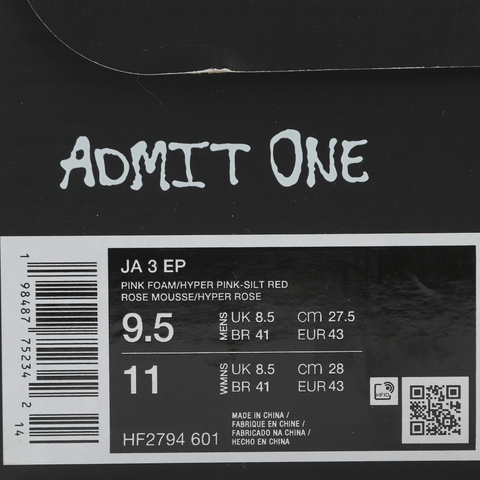 ADMIT ONE
JA 3 EP
PINK FOAM/HYPER PINK-SILT RED
ROSE MOUSSE/HYPER ROSE
9.5 MENS UK 8.5 cm 27.5
BR 41 EUR 43
11 WMNS UK 8.5 cm 28
BR 41 EUR 43
HF2794 601
MADE IN CHINA /
FABRIQUE EN CHINE /
FABRICADO NA CHINA /
HECHO EN CHINA
HFID
1 98487 75234 2 14